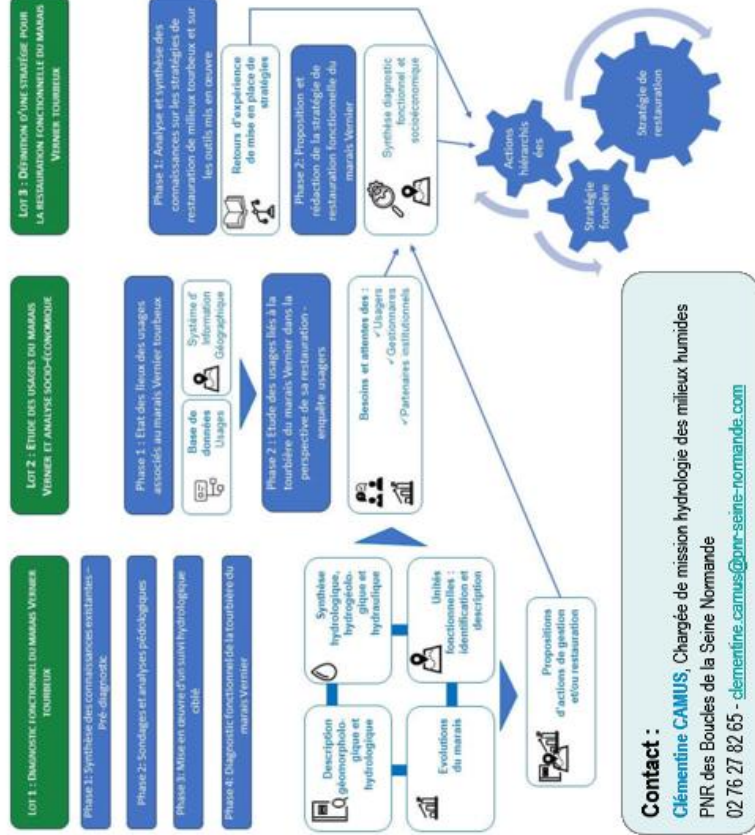 LOT 1 : DIAGNOSTIC FONCTIONNEL DU MARAIS VERNIER
TOURBEUX
Phase 1: Synthèse des connaissances existantes –
Pré-diagnostic
Phase 2: Sondages et analyses pédologiques
Phase 3: Mise en œuvre d'un suivi hydrologique
ciblé
Phase 4: Diagnostic fonctionnel de la tourbière du
marais Vernier
Description
géomorpholo-
gique et
hydrologique
Synthèse
hydrologique,
hydrogéolo-
gique et
hydraulique
Evolutions
du marais
Unités
fonctionnelles :
identification et
description
Propositions
d'actions de gestion
et/ou restauration
LOT 2 : ETUDE DES USAGES DU MARAIS
VERNIER ET ANALYSE SOCIO-ÉCONOMIQUE
Phase 1 : Etat des lieux des usages
associés au marais Vernier tourbeux
Base de
données
Usages
Système d'
Information
Géographique
Phase 2 : Etude des usages liés à la
tourbière du marais Vernier dans la
perspective de sa restauration -
enquête usagers
Besoins et attentes des :
✓Usagers
✓Gestionnaires
✓Partenaires institutionnels
LOT 3 : DÉFINITION D'UNE STRATÉGIE POUR
LA RESTAURATION FONCTIONNELLE DU MARAIS
VERNIER TOURBEUX
Phase 1: Analyse et synthèse des
connaissances sur les stratégies de
restauration de milieux tourbeux et sur
les outils mis en œuvre
Retours d'expérience
de mise en place de
stratégies
Phase 2: Proposition et
rédaction de la stratégie de
restauration fonctionnelle du
marais Vernier
Synthèse diagnostic
fonctionnel et
socioéconomique
Actions
hiérarchis
ées
Stratégie
foncière
Stratégie de
restauration
Contact :
Clémentine CAMUS, Chargée de mission hydrologie des milieux humides
PNR des Boucles de la Seine Normande
02 76 27 82 65 - clementine.camus@pnr-seine-normande.com